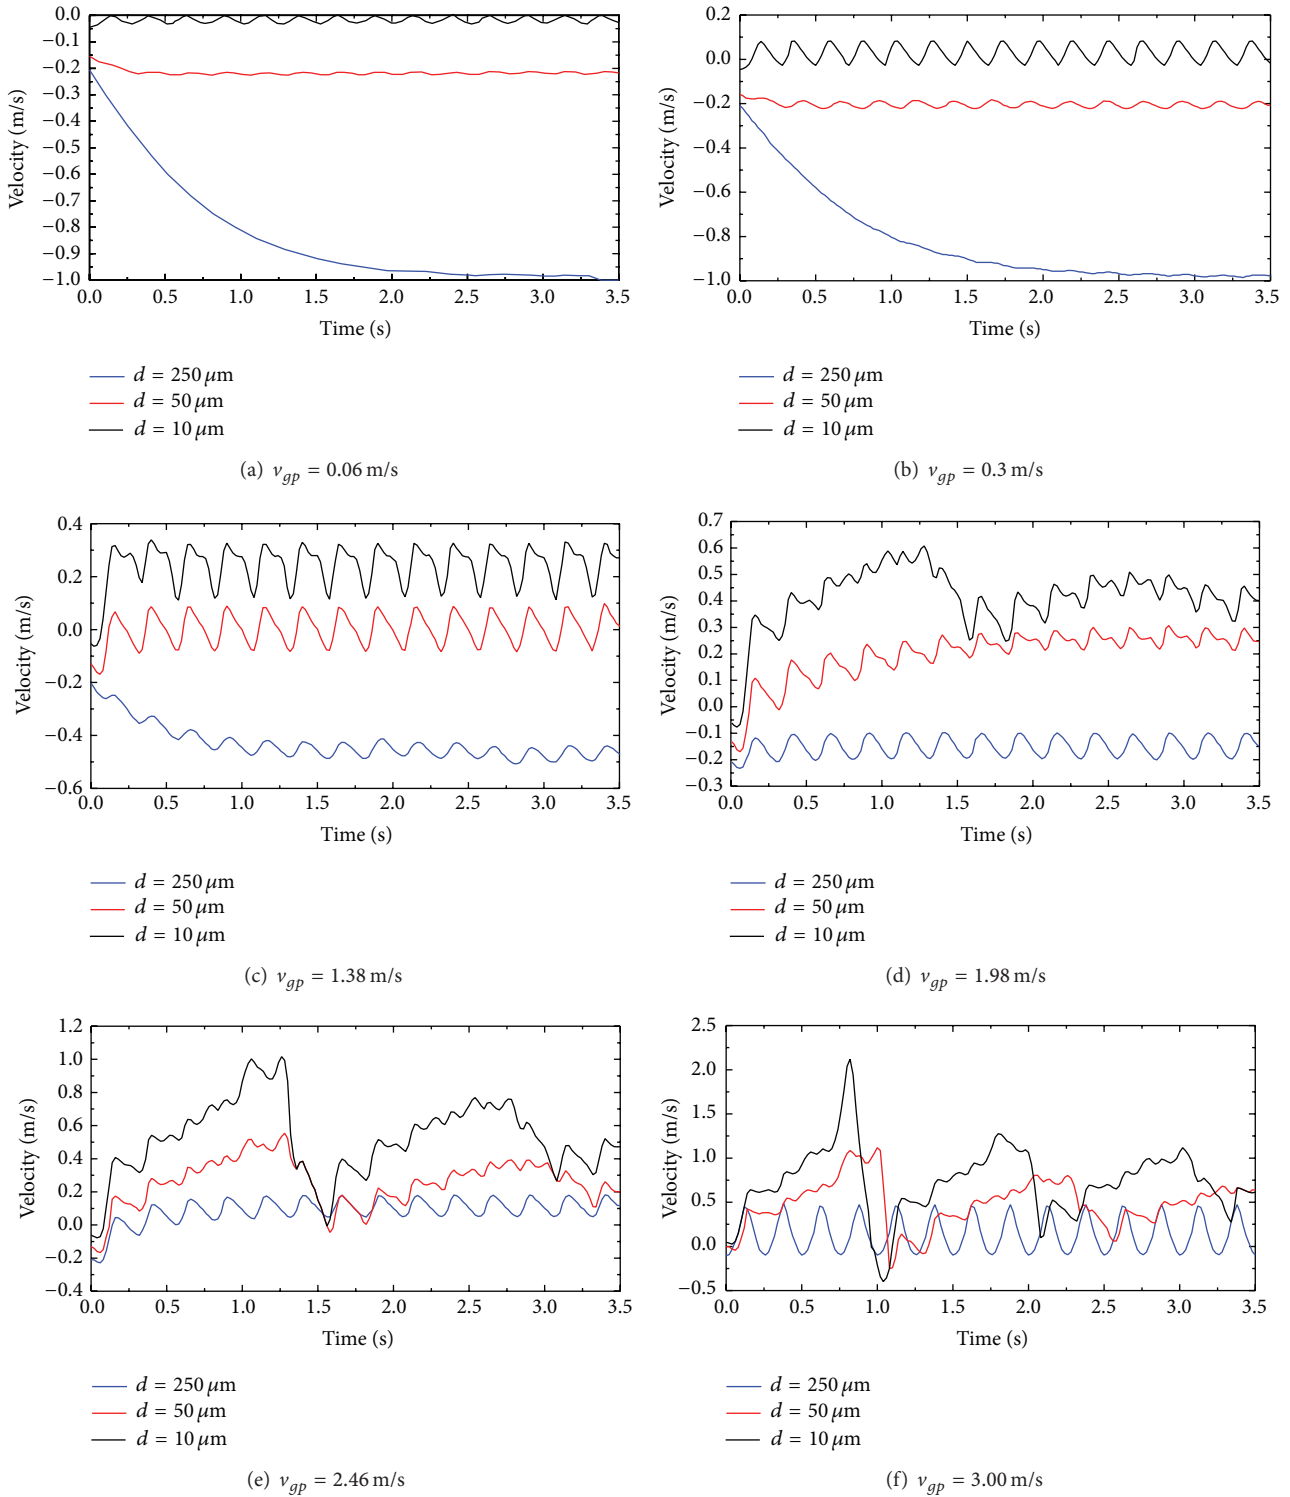 0.0
−0.1
0.0
−0.2
−0.3
−0.4
−0.5
−0.6
−0.7
−0.8
−0.9
−1.0
Velocity (m/s)
0.0 0.5 1.0 1.5 2.0 2.5 3.0 3.5
Time (s)
d = 250 μm
d = 50 μm
d = 10 μm
(a) v_gp = 0.06 m/s
0.2
0.0
−0.2
−0.4
−0.6
−0.8
−1.0
Velocity (m/s)
0.0 0.5 1.0 1.5 2.0 2.5 3.0 3.5
Time (s)
d = 250 μm
d = 50 μm
d = 10 μm
(b) v_gp = 0.3 m/s
0.4
0.2
0.0
−0.2
−0.4
−0.6
Velocity (m/s)
0.0 0.5 1.0 1.5 2.0 2.5 3.0 3.5
Time (s)
d = 250 μm
d = 50 μm
d = 10 μm
(c) v_gp = 1.38 m/s
0.7
0.6
0.5
0.4
0.3
0.2
0.1
0.0
−0.1
−0.2
−0.3
Velocity (m/s)
0.0 0.5 1.0 1.5 2.0 2.5 3.0 3.5
Time (s)
d = 250 μm
d = 50 μm
d = 10 μm
(d) v_gp = 1.98 m/s
1.2
1.0
0.8
0.6
0.4
0.2
0.0
−0.2
−0.4
Velocity (m/s)
0.0 0.5 1.0 1.5 2.0 2.5 3.0 3.5
Time (s)
d = 250 μm
d = 50 μm
d = 10 μm
(e) v_gp = 2.46 m/s
2.5
2.0
1.5
1.0
0.5
0.0
−0.5
Velocity (m/s)
0.0 0.5 1.0 1.5 2.0 2.5 3.0 3.5
Time (s)
d = 250 μm
d = 50 μm
d = 10 μm
(f) v_gp = 3.00 m/s